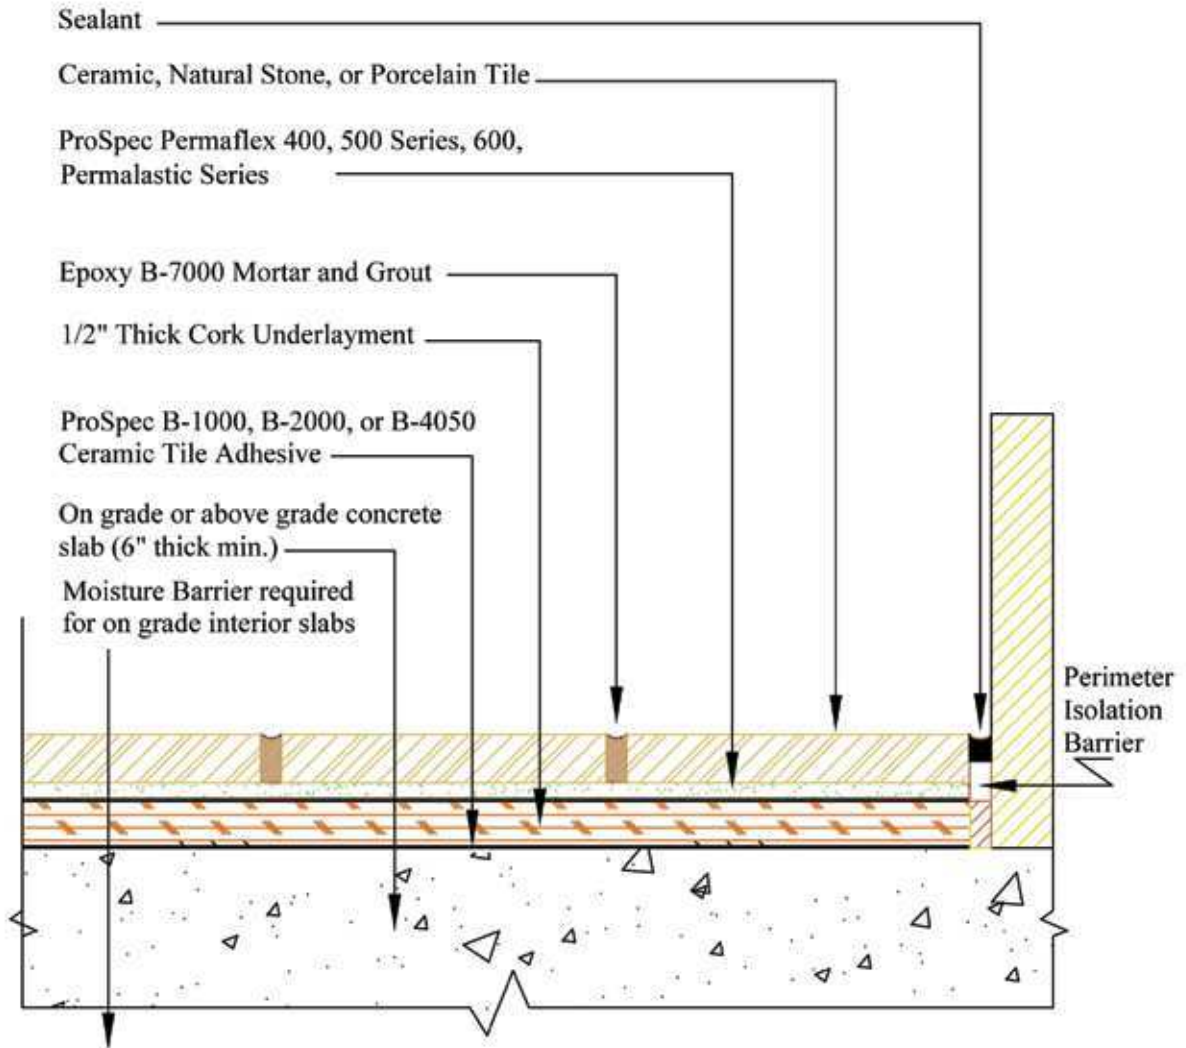 Sealant
Ceramic, Natural Stone, or Porcelain Tile
ProSpec Permaflex 400, 500 Series, 600,
Permalastic Series
Epoxy B-7000 Mortar and Grout
1/2" Thick Cork Underlayment
ProSpec B-1000, B-2000, or B-4050
Ceramic Tile Adhesive
On grade or above grade concrete
slab (6" thick min.)
Moisture Barrier required
for on grade interior slabs
Perimeter
Isolation
Barrier